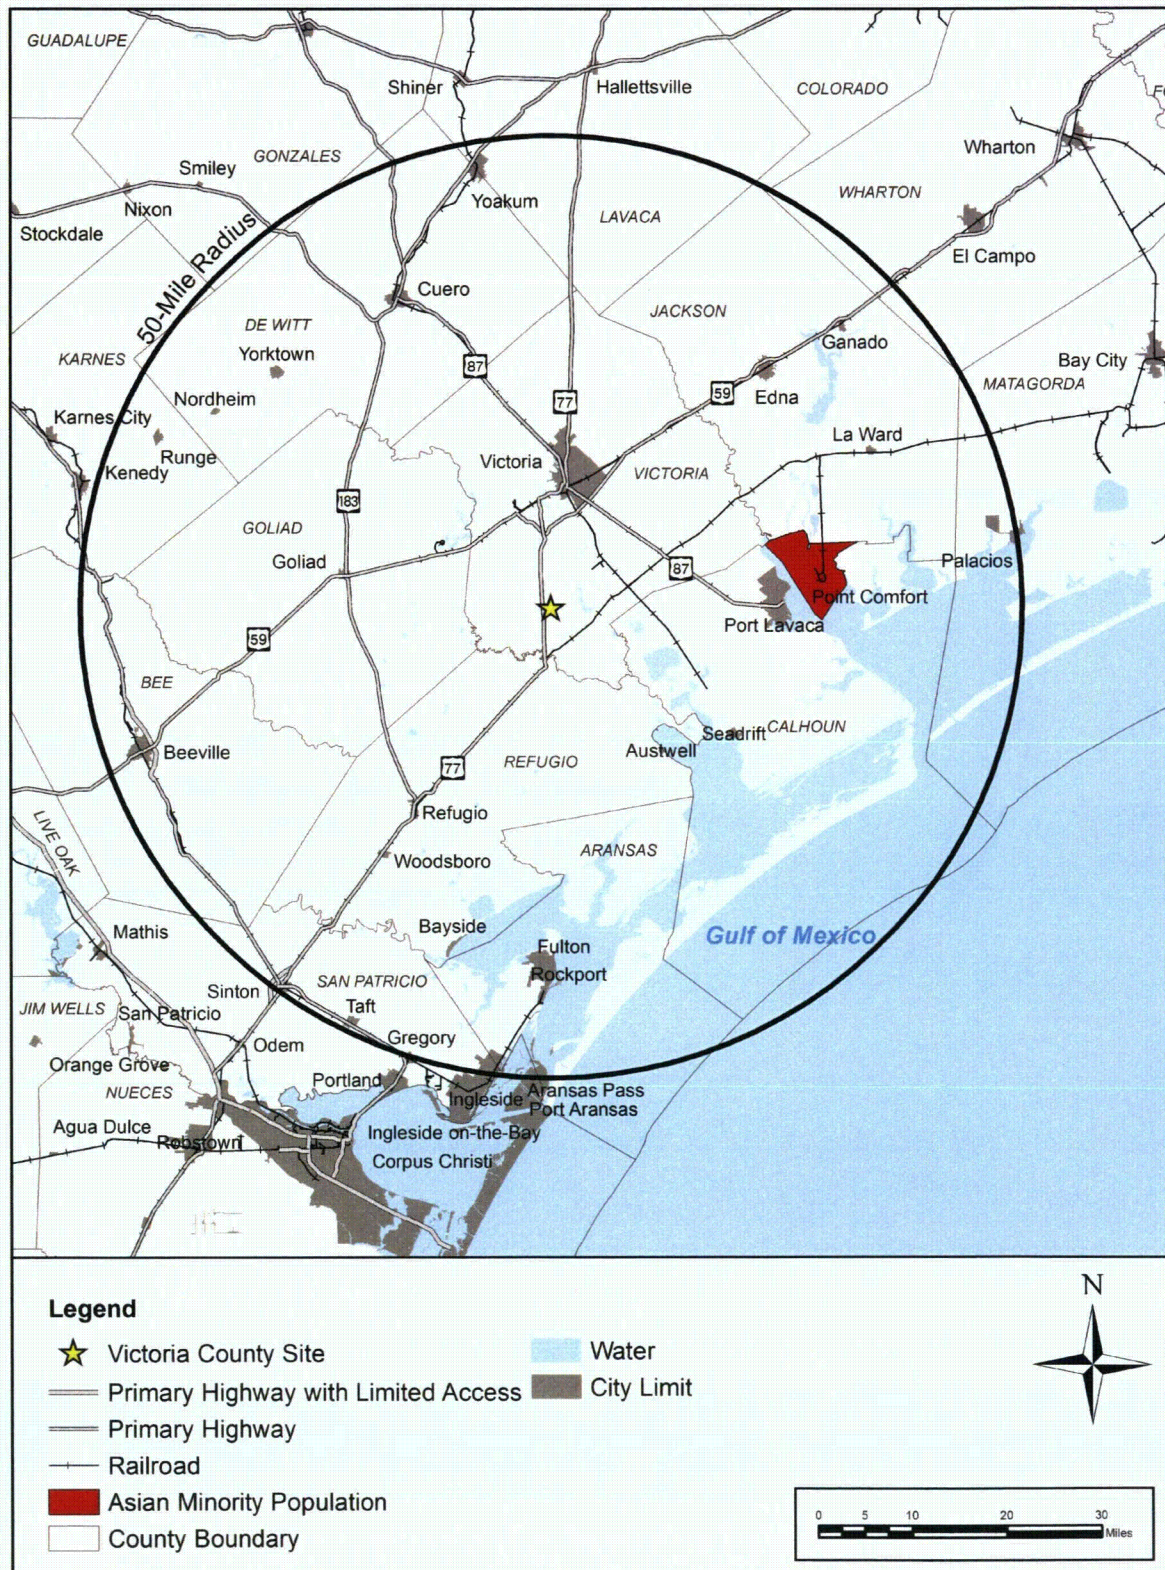 GUADALUPE
Shiner
Hallettsville
COLORADO
Wharton
GONZALES
Smiley
WHARTON
Nixon
Yoakum
LAVACA
Stockdale
50-Mile Radius
El Campo
Cuero
JACKSON
DE WITT
Ganado
KARNES
Yorktown
87
Bay City
MATAGORDA
Nordheim
77
59
Edna
Karnes City
La Ward
Runge
Victoria
VICTORIA
Kenedy
183
GOLIAD
Goliad
87
Palacios
Point Comfort
Port Lavaca
59
BEE
Seadrift
CALHOUN
Beeville
Austwell
77
REFUGIO
Refugio
LIVE OAK
Woodsboro
ARANSAS
Mathis
Bayside
Gulf of Mexico
Fulton
Rockport
Sinton
SAN PATRICIO
JIM WELLS
San Patricio
Taft
Gregory
Odem
Orange Grove
Portland
NUECES
Ingleside
Aransas Pass
Port Aransas
Agua Dulce
Robstown
Ingleside on-the-Bay
Corpus Christi
Legend
Victoria County Site
Primary Highway with Limited Access
Primary Highway
Railroad
Asian Minority Population
County Boundary
Water
City Limit
N
0 5 10 20 30
Miles